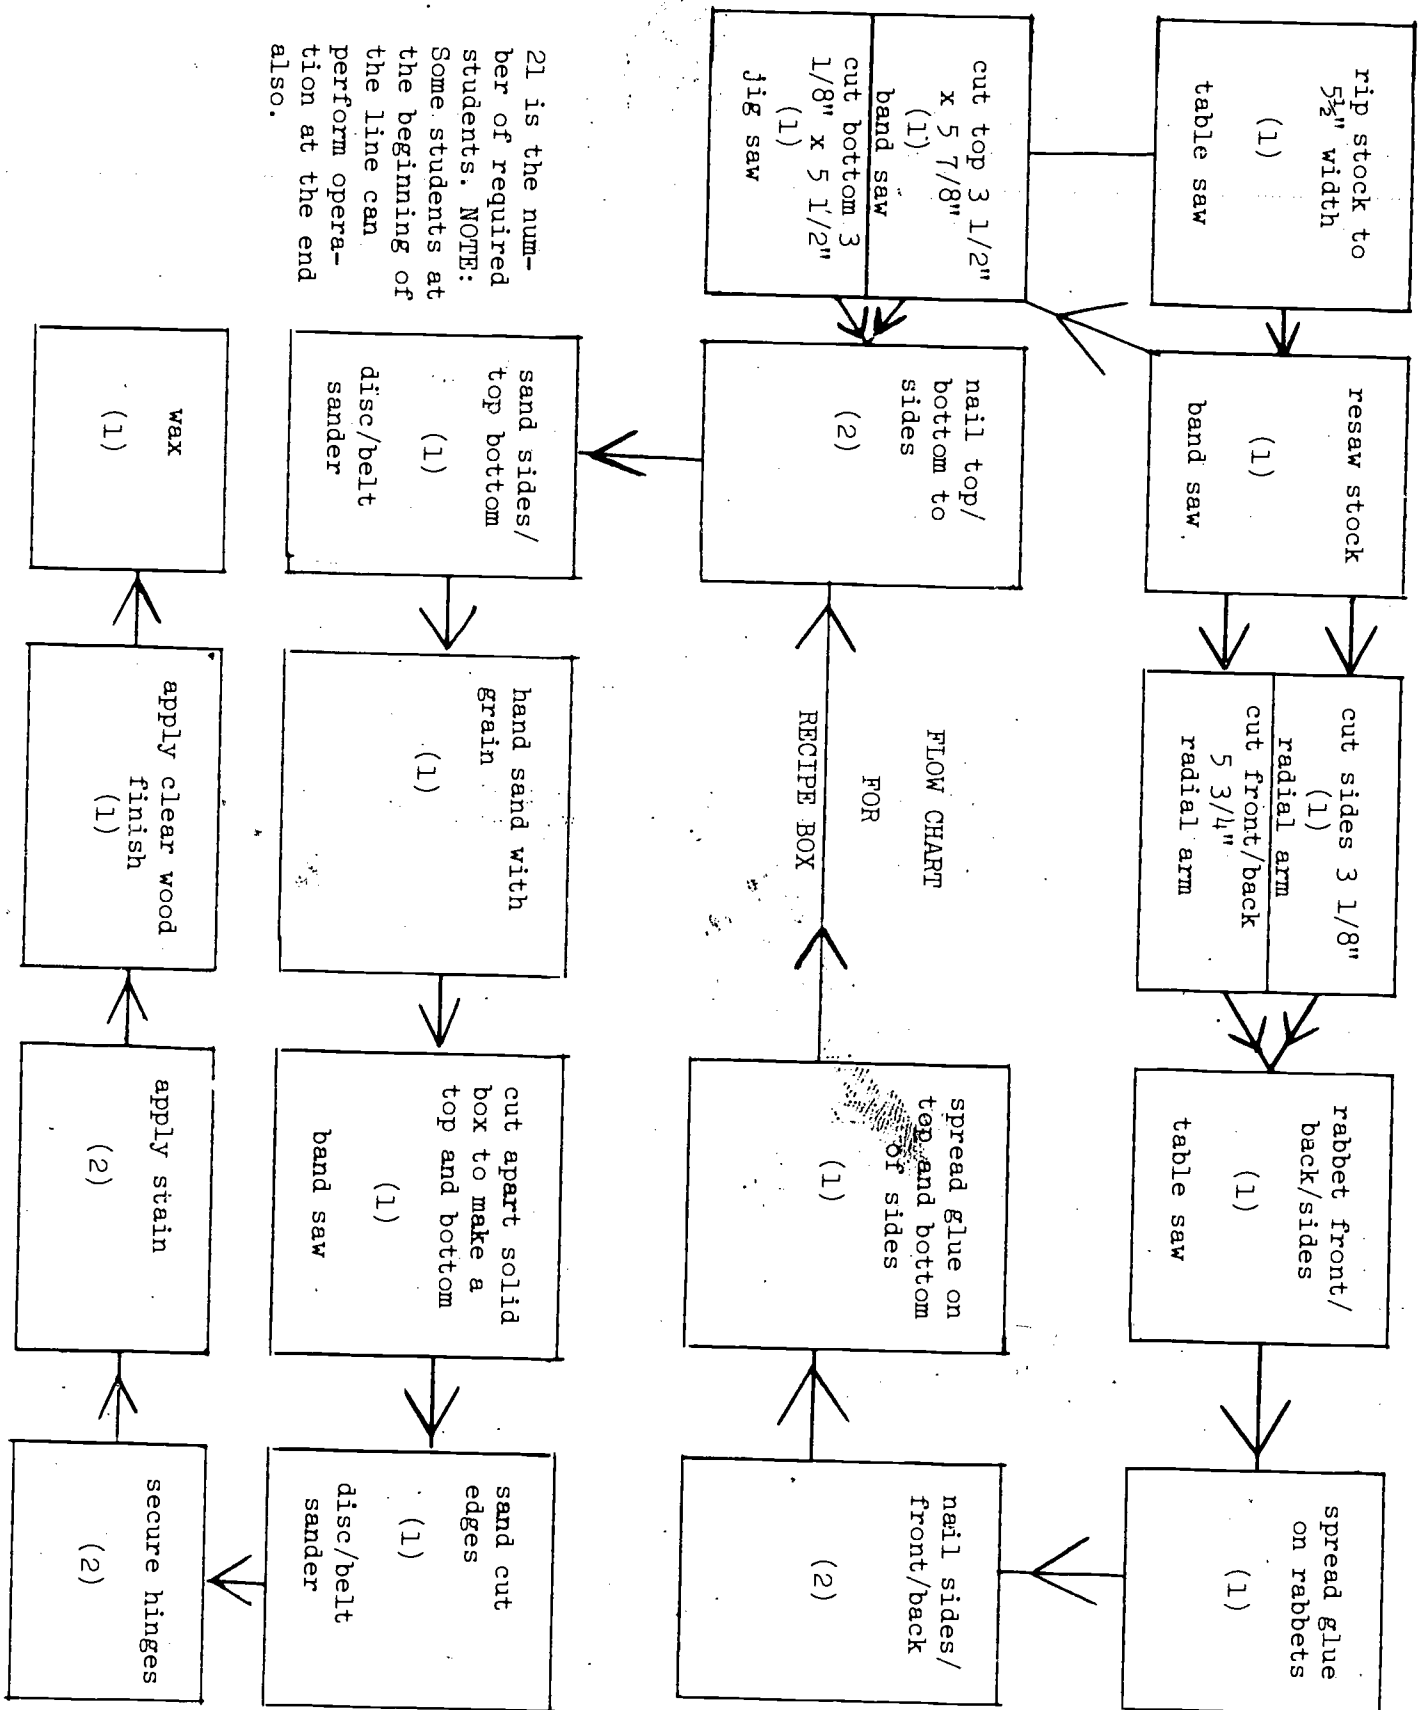 rip stock to
5½" width
(1)
table saw
resaw stock
(1)
band saw
cut sides 3 1/8"
(1)
radial arm
cut front/back
5 3/4"
radial arm
rabbet front/
back/sides
(1)
table saw
spread glue
on rabbets
(1)
cut top 3 1/2"
x 5 7/8"
(1)
band saw
cut bottom 3
1/8" x 5 1/2"
(1)
jig saw
nail top/
bottom to
sides
(2)
FLOW CHART
FOR
RECIPE BOX
spread glue on
top and bottom
of sides
(1)
nail sides/
front/back
(2)
21 is the num-
ber of required
students. NOTE:
Some students at
the beginning of
the line can
perform opera-
tion at the end
also.
sand sides/
top bottom
(1)
disc/belt
sander
hand sand with
grain
(1)
cut apart solid
box to make a
top and bottom
(1)
band saw
sand cut
edges
(1)
disc/belt
sander
wax
(1)
apply clear wood
finish
(1)
apply stain
(2)
secure hinges
(2)